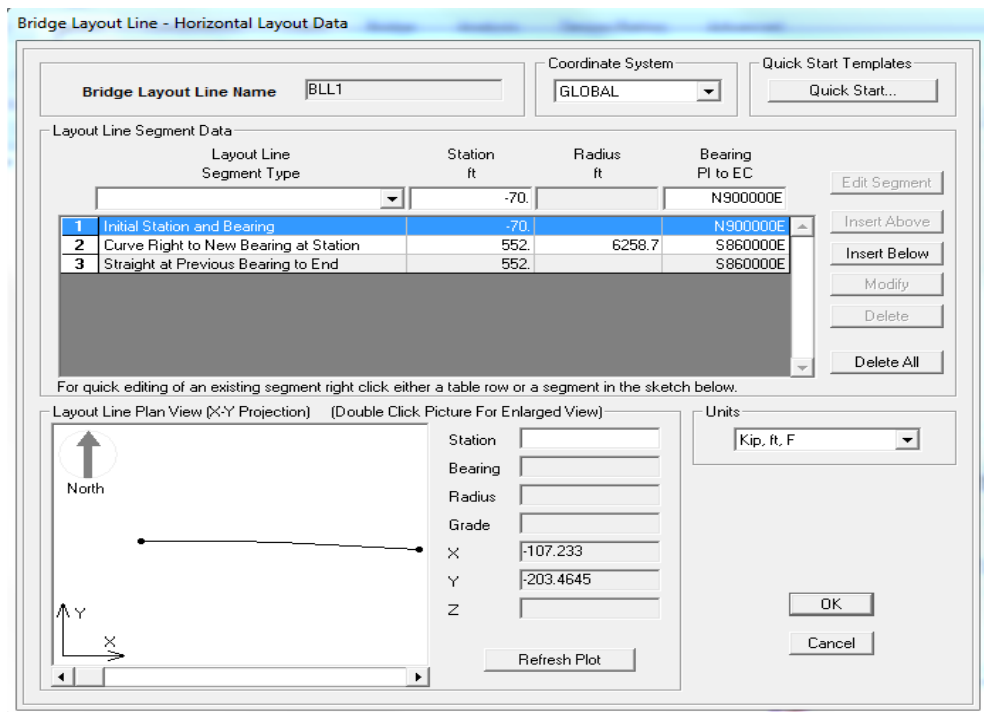 Bridge Layout Line - Horizontal Layout Data
Bridge Layout Line Name BLL1
Coordinate System
GLOBAL
Quick Start Templates
Quick Start...
Layout Line Segment Data
Layout Line Segment Type Station ft Radius ft Bearing PI to EC
-70. N900000E
1 Initial Station and Bearing -70. N900000E
2 Curve Right to New Bearing at Station 552. 6258.7 S860000E
3 Straight at Previous Bearing to End 552. S860000E
Edit Segment
Insert Above
Insert Below
Modify
Delete
Delete All
For quick editing of an existing segment right click either a table row or a segment in the sketch below.
Layout Line Plan View (X-Y Projection) (Double Click Picture For Enlarged View)
North
Y
X
Station
Bearing
Radius
Grade
X -107.233
Y -203.4645
Z
Refresh Plot
Units
Kip, ft, F
OK
Cancel